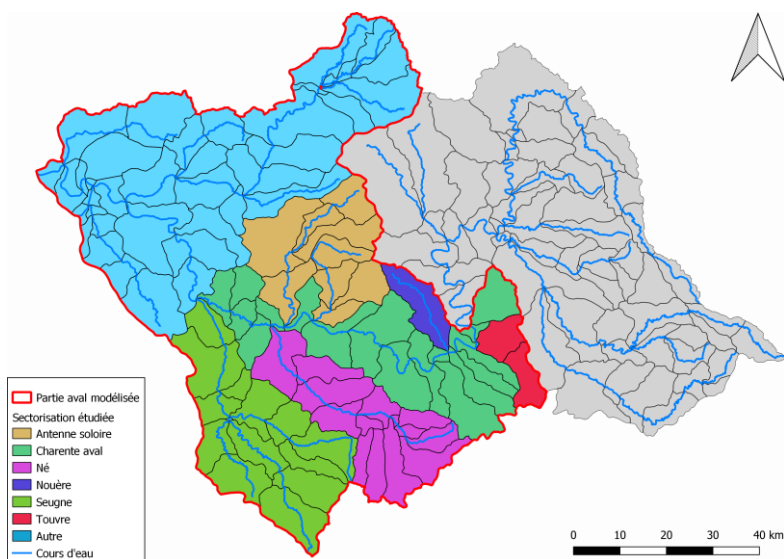 Partie aval modélisée
Sectorisation étudiée
Antenne soloire
Charente aval
Né
Nouère
Seugne
Touvre
Autre
Cours d'eau
0 10 20 30 40 km